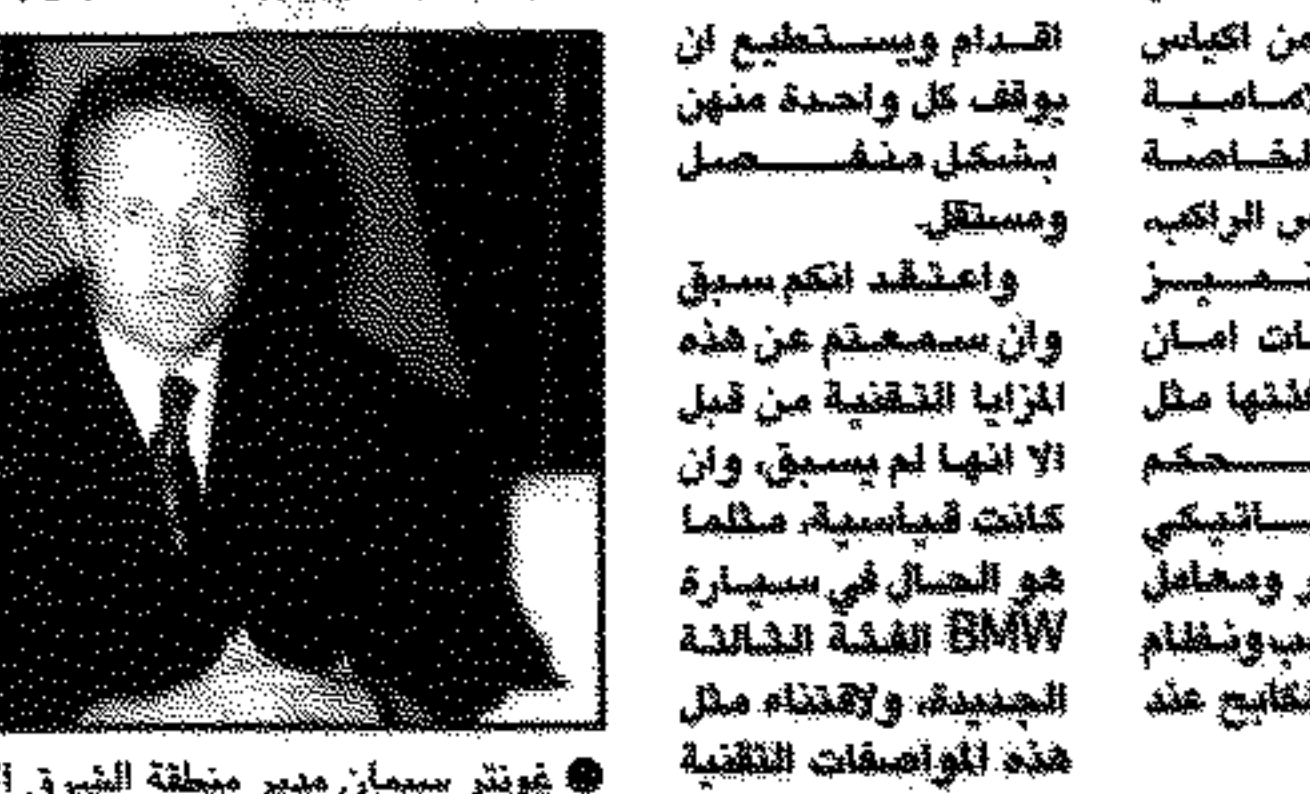 من اكياس
الخاصة
الراكب،
امان
مثل
ومعامل
عند
اقدام ويستطيع ان
يوقف كل واحدة منهن
بشكل منفصل
ومستقل.
واعتقد انكم سبق
وان سمعتم عن هذه
المزايا التقنية من قبل
الا انها لم يسبق، وان
كانت قياسية، مثلما
هو الحال في سيارة
BMW الفئة الثالثة
الجديدة، ولاقتناء مثل
هذه المواصفات التقنية
● غونتر سيمان مدير منطقة الشرق